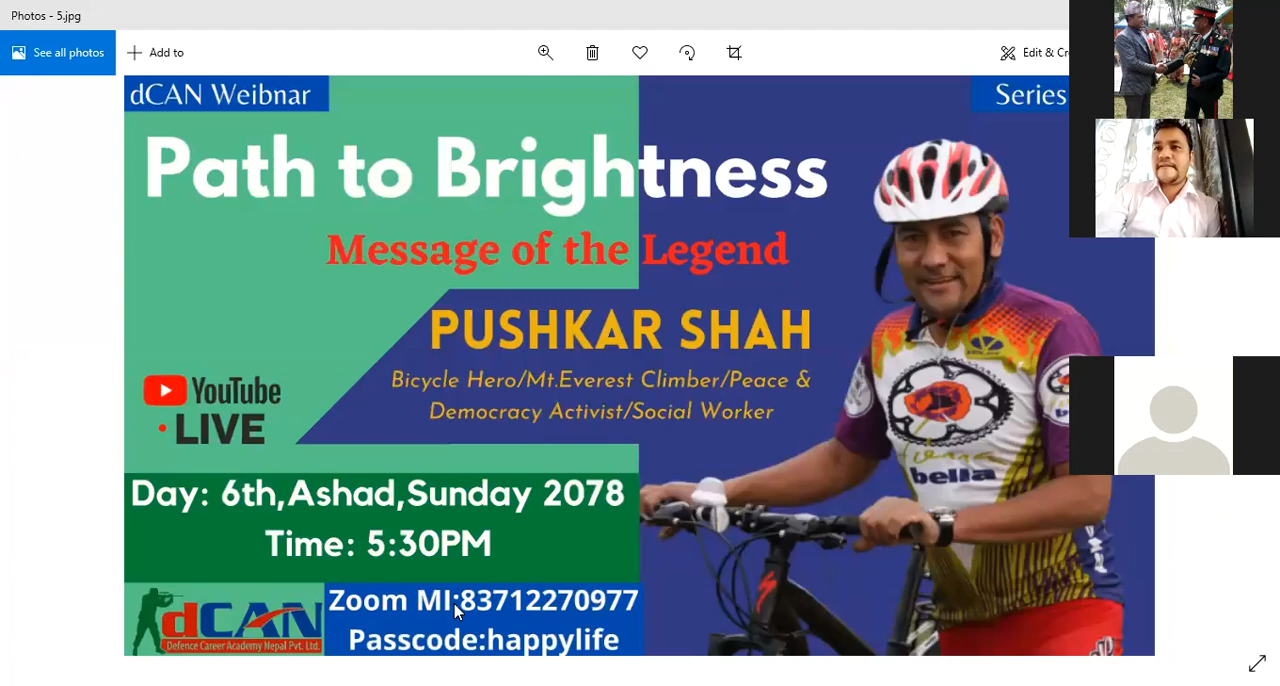 Photos - 5.jpg
See all photos
Add to
Edit & Cr
dCAN Weibnar
Series
Path to Brightness
Message of the Legend
PUSHKAR SHAH
Bicycle Hero/Mt.Everest Climber/Peace &
Democracy Activist/Social Worker
YouTube
LIVE
bella
Day: 6th,Ashad,Sunday 2078
Time: 5:30PM
dCAN
Defence Career Academy Nepal Pvt. Ltd.
Zoom MI:83712270977
Passcode:happylife